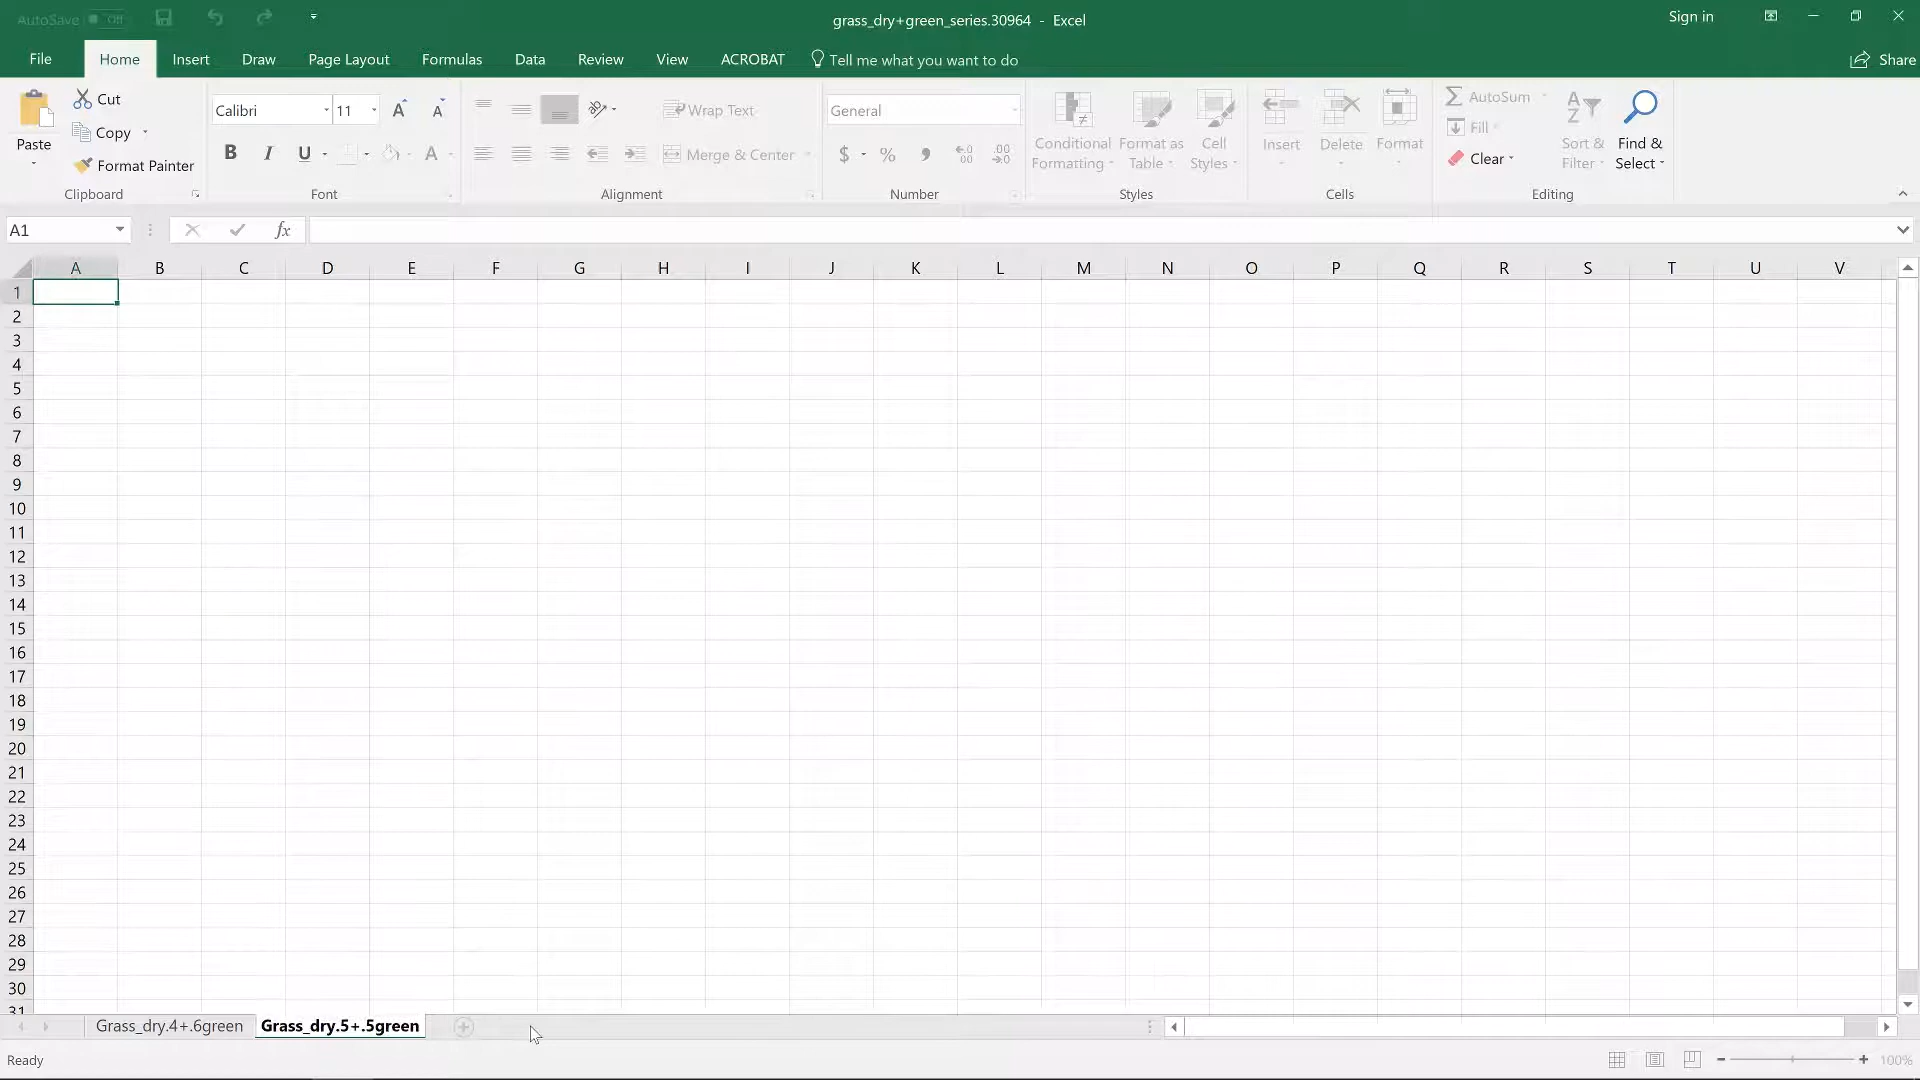 AutoSave Off
grass_dry+green_series.30964 - Excel
Sign in
File Home Insert Draw Page Layout Formulas Data Review View ACROBAT Tell me what you want to do Share
Paste
Cut
Copy
Format Painter
Clipboard
Calibri 11 A A
B I U A
Font
Wrap Text
Merge & Center
Alignment
General
$ % , .0 .00 .00 .0
Number
Conditional Formatting
Format as Table
Cell Styles
Styles
Insert Delete Format
Cells
AutoSum
Fill
Clear
Sort & Filter
Find & Select
Editing
A1 fx
A B C D E F G H I J K L M N O P Q R S T U V
1
2
3
4
5
6
7
8
9
10
11
12
13
14
15
16
17
18
19
20
21
22
23
24
25
26
27
28
29
30
31
Grass_dry.4+.6green Grass_dry.5+.5green
Ready
100%